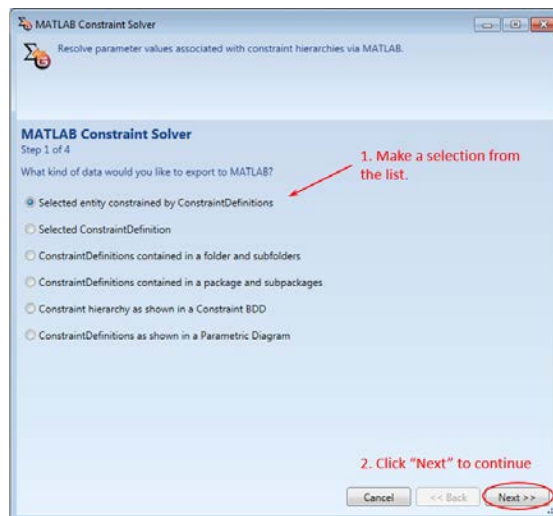 MATLAB Constraint Solver
Resolve parameter values associated with constraint hierarchies via MATLAB.
MATLAB Constraint Solver
Step 1 of 4
What kind of data would you like to export to MATLAB?
1. Make a selection from
the list.
Selected entity constrained by ConstraintDefinitions
Selected ConstraintDefinition
ConstraintDefinitions contained in a folder and subfolders
ConstraintDefinitions contained in a package and subpackages
Constraint hierarchy as shown in a Constraint BDD
ConstraintDefinitions as shown in a Parametric Diagram
2. Click “Next” to continue
Cancel << Back Next >>